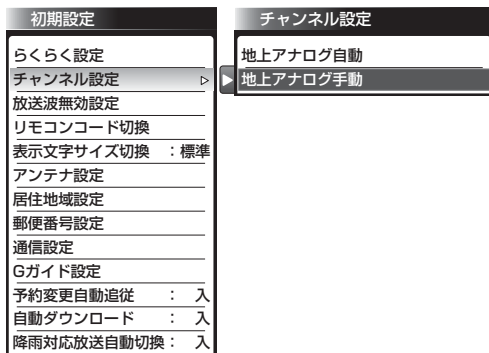 初期設定
らくらく設定
チャンネル設定
放送波無効設定
リモコンコード切換
表示文字サイズ切換 : 標準
アンテナ設定
居住地域設定
郵便番号設定
通信設定
Gガイド設定
予約変更自動追従 : 入
自動ダウンロード : 入
降雨対応放送自動切換 : 入
チャンネル設定
地上アナログ自動
地上アナログ手動